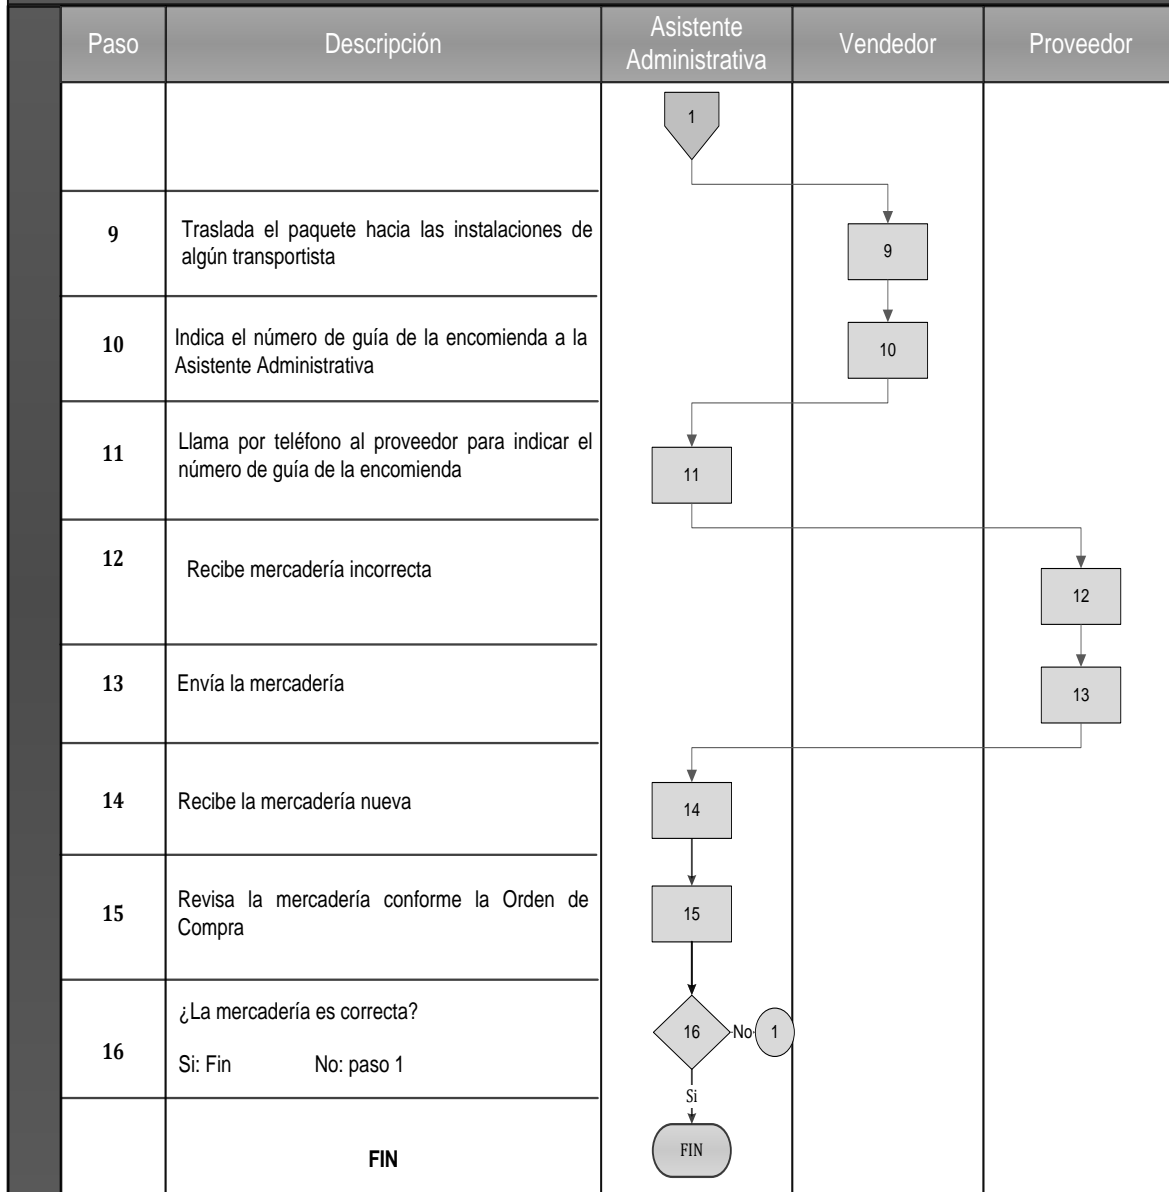 Paso
Descripción
Asistente
Administrativa
Vendedor
Proveedor
1
9
Traslada el paquete hacia las instalaciones de
algún transportista
9
10
Indica el número de guía de la encomienda a la
Asistente Administrativa
10
11
Llama por teléfono al proveedor para indicar el
número de guía de la encomienda
11
12
Recibe mercadería incorrecta
12
13
Envía la mercadería
13
14
Recibe la mercadería nueva
14
15
Revisa la mercadería conforme la Orden de
Compra
15
16
¿La mercadería es correcta?
Si: Fin No: paso 1
16
No
1
Si
FIN
FIN